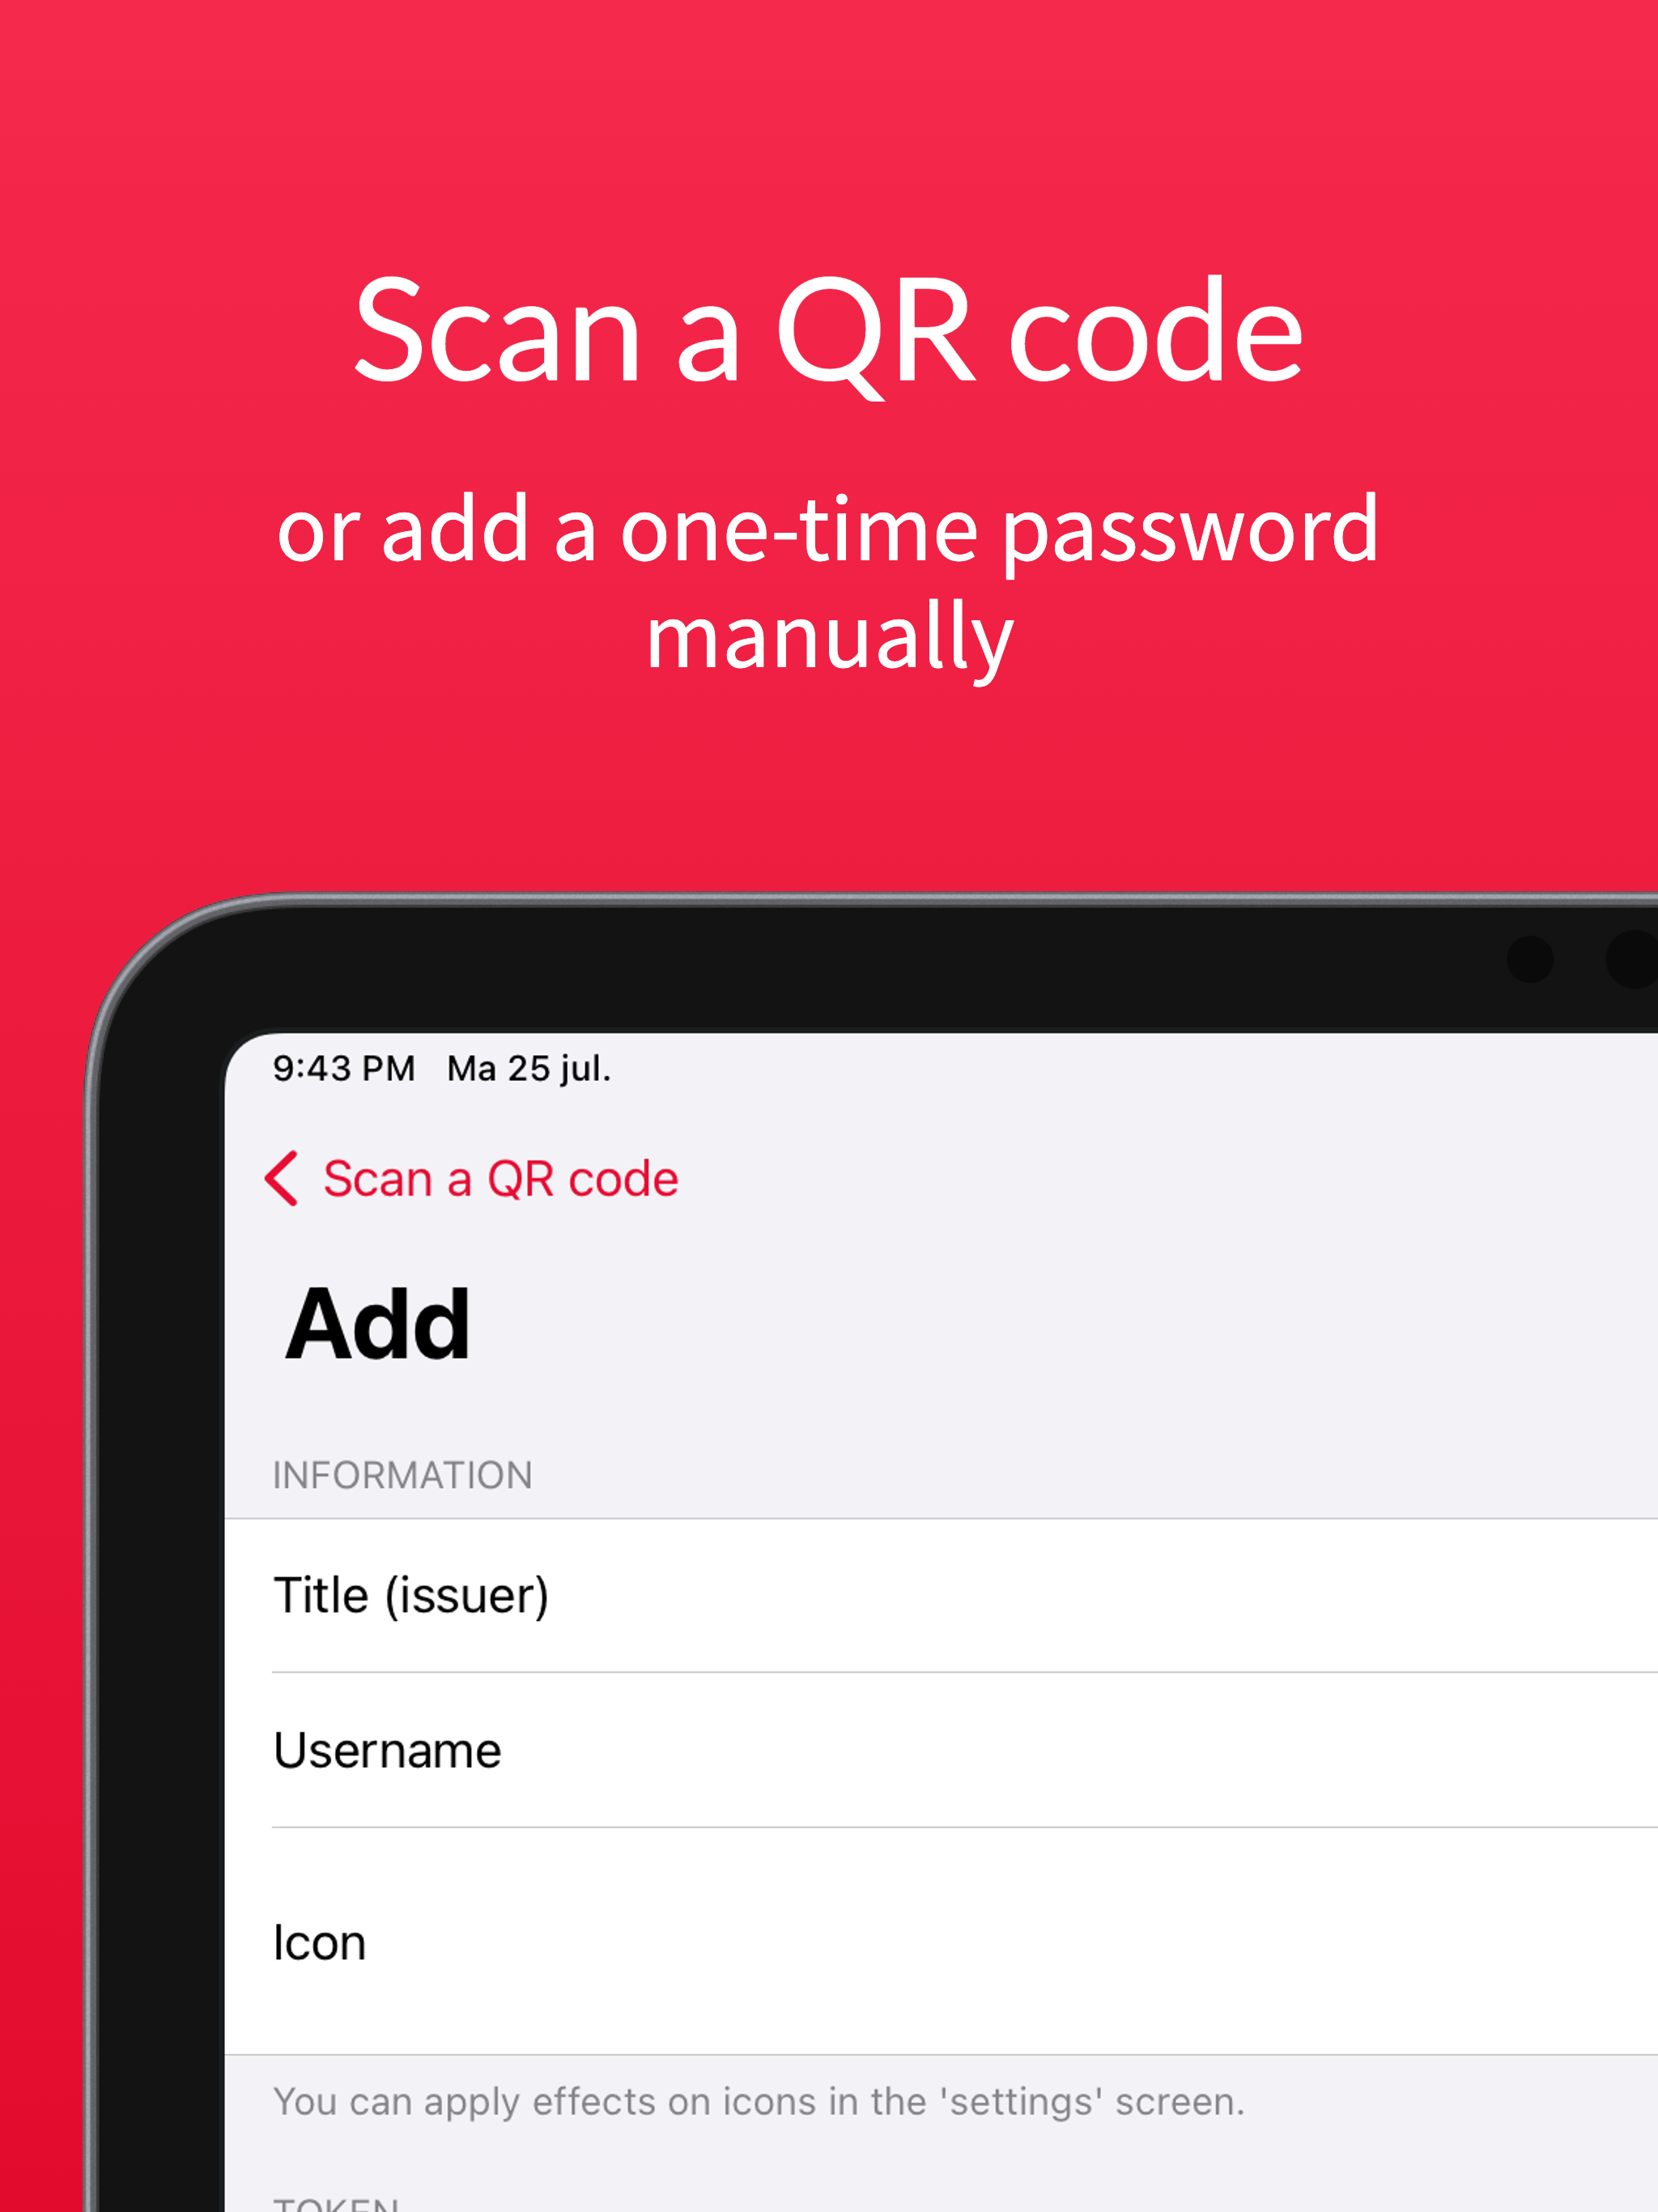 Scan a QR code
or add a one-time password
manually
9:43 PM Ma 25 jul.
Scan a QR code
Add
INFORMATION
Title (issuer)
Username
Icon
You can apply effects on icons in the 'settings' screen.
TOKEN